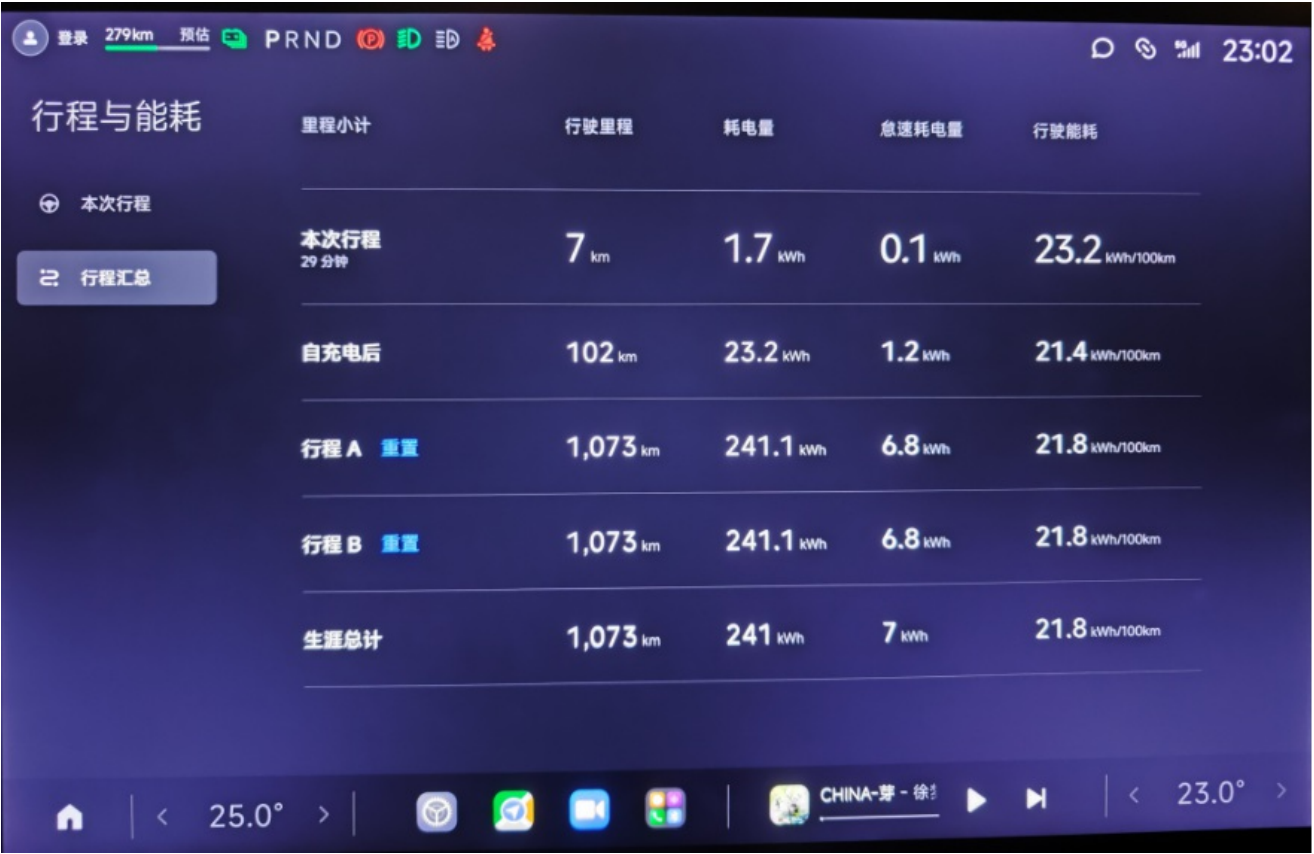 登录 279km 预估 PRND 23:02
行程与能耗
本次行程
行程汇总
里程小计 行驶里程 耗电量 怠速耗电量 行驶能耗
本次行程 7 km 1.7 kWh 0.1 kWh 23.2 kWh/100km
29 分钟
自充电后 102 km 23.2 kWh 1.2 kWh 21.4 kWh/100km
行程 A 重置 1,073 km 241.1 kWh 6.8 kWh 21.8 kWh/100km
行程 B 重置 1,073 km 241.1 kWh 6.8 kWh 21.8 kWh/100km
生涯总计 1,073 km 241 kWh 7 kWh 21.8 kWh/100km
25.0° CHINA-芽 - 徐 23.0°